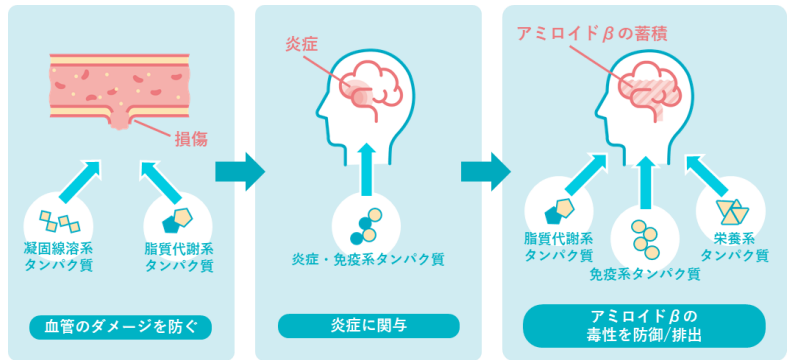 損傷
凝固線溶系
タンパク質
脂質代謝系
タンパク質
血管のダメージを防ぐ
炎症
炎症・免疫系タンパク質
炎症に関与
アミロイドβの蓄積
脂質代謝系
タンパク質
免疫系タンパク質
栄養系
タンパク質
アミロイドβの
毒性を防御/排出